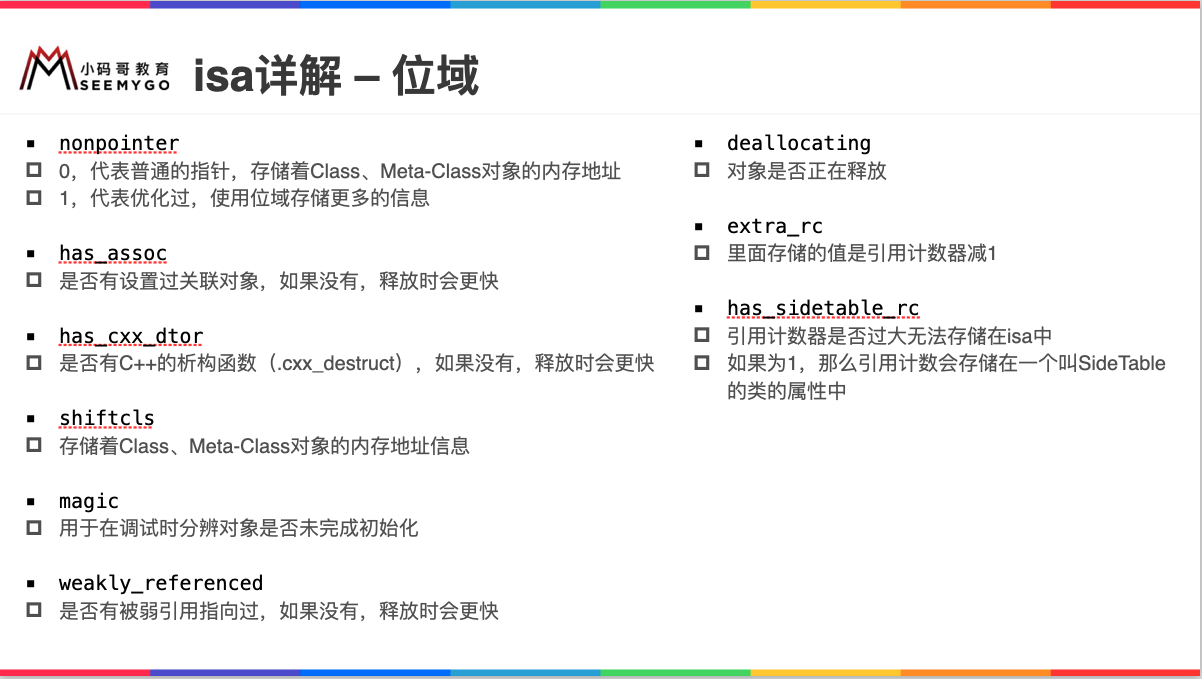 小码哥教育
SEEMYGO
isa详解 – 位域
nonpointer
0，代表普通的指针，存储着Class、Meta-Class对象的内存地址
1，代表优化过，使用位域存储更多的信息
has_assoc
是否有设置过关联对象，如果没有，释放时会更快
has_cxx_dtor
是否有C++的析构函数（.cxx_destruct），如果没有，释放时会更快
shiftcls
存储着Class、Meta-Class对象的内存地址信息
magic
用于在调试时分辨对象是否未完成初始化
weakly_referenced
是否有被弱引用指向过，如果没有，释放时会更快
deallocating
对象是否正在释放
extra_rc
里面存储的值是引用计数器减1
has_sidetable_rc
引用计数器是否过大无法存储在isa中
如果为1，那么引用计数会存储在一个叫SideTable
的类的属性中